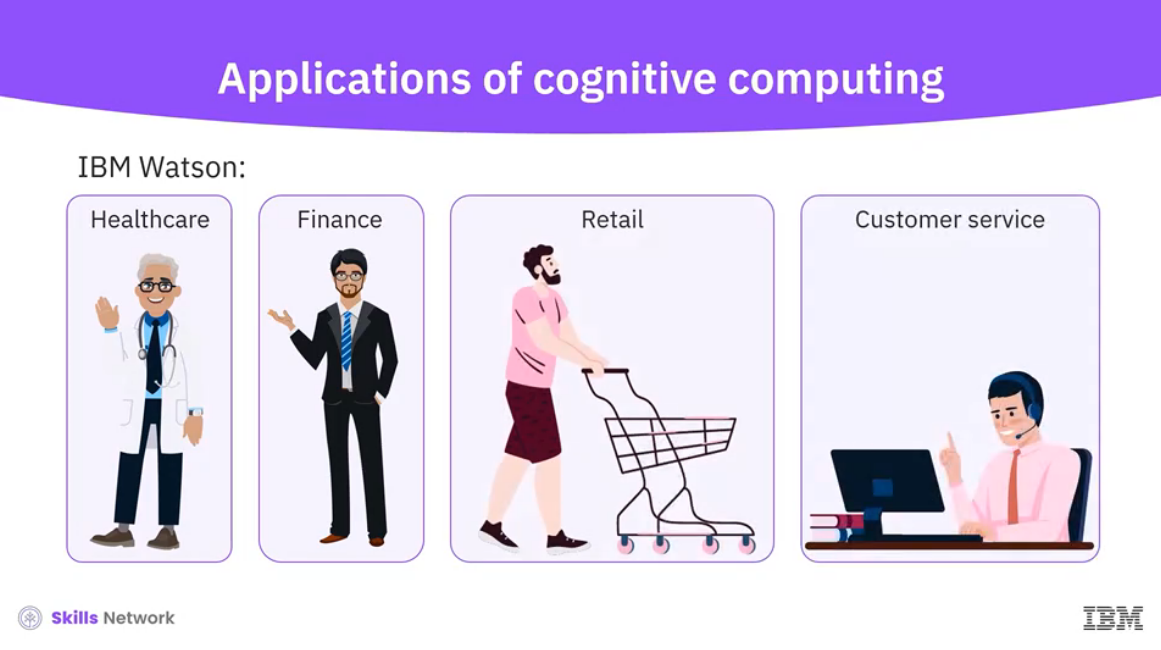 Applications of cognitive computing
IBM Watson:
Healthcare
Finance
Retail
Customer service
Skills Network
IBM